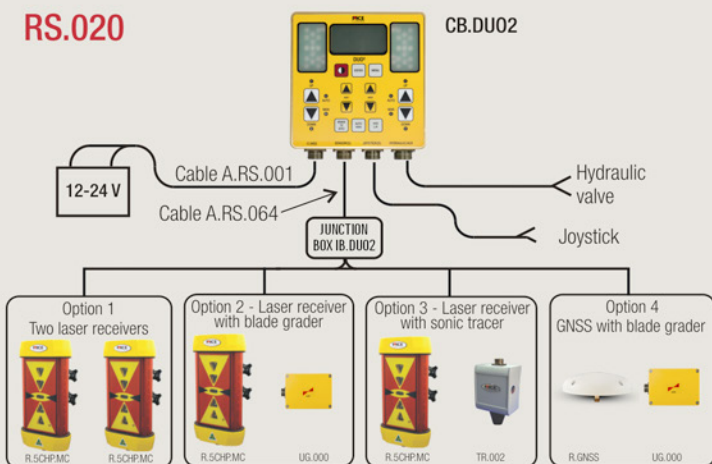 RS.020
CB.DUO2
MENU
12-24 V
Cable A.RS.001
Cable A.RS.064
Hydraulic
valve
Joystick
JUNCTION
BOX IB.DUO2
Option 1
Two laser receivers
R.5CHP.MC
R.5CHP.MC
Option 2 - Laser receiver
with blade grader
R.5CHP.MC
UG.000
Option 3 - Laser receiver
with sonic tracer
R.5CHP.MC
TR.002
Option 4
GNSS with blade grader
R.GNSS
UG.000